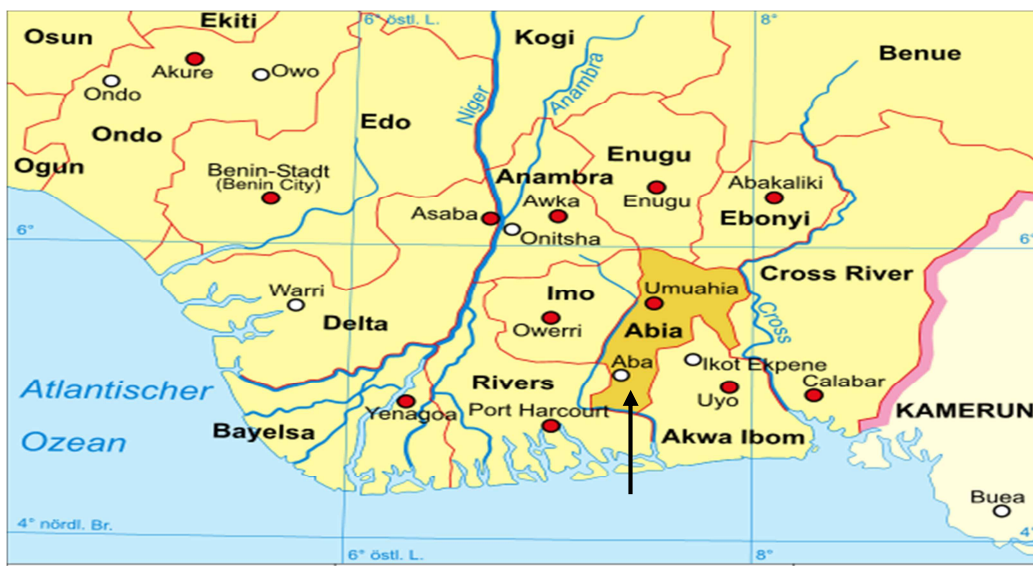 6° östl. L.
8°
Ekiti
Osun
Kogi
Benue
Akure
Owo
Ondo
Niger
Anambra
Edo
Ondo
Enugu
Ogun
Benin-Stadt
(Benin City)
Anambra
Abakaliki
Awka
Enugu
Asaba
Ebonyi
Onitsha
6°
6°
Cross River
Warri
Imo
Umuahia
Delta
Owerri
Abia
Cross
Aba
Ikot Ekpene
Atlantischer
Ozean
Rivers
Calabar
Yenagoa
Port Harcourt
Uyo
KAMERUN
Bayelsa
Akwa Ibom
Buea
4° nördl. Br.
4°
6° östl. L.
8°